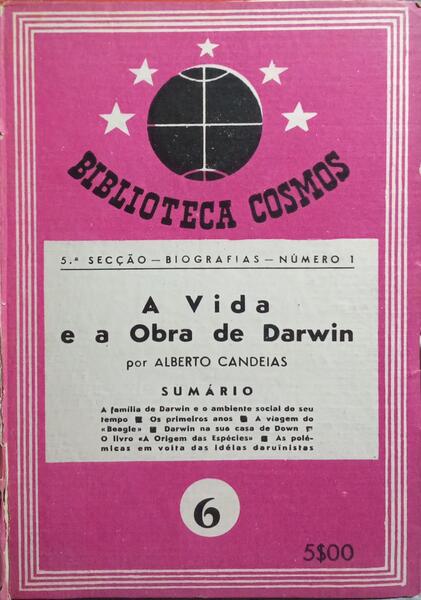 BIBLIOTECA COSMOS
5.ª SECÇÃO — BIOGRAFIAS — NÚMERO 1
A Vida
e a Obra de Darwin
por ALBERTO CANDEIAS
SUMÁRIO
A família de Darwin e o ambiente social do seu
tempo ■ Os primeiros anos ■ A viagem do
«Beagle» ■ Darwin na sua casa de Down ■
O livro «A Origem das Espécies» ■ As polé-
micas em volta das idéias daruïnistas
6
5$00